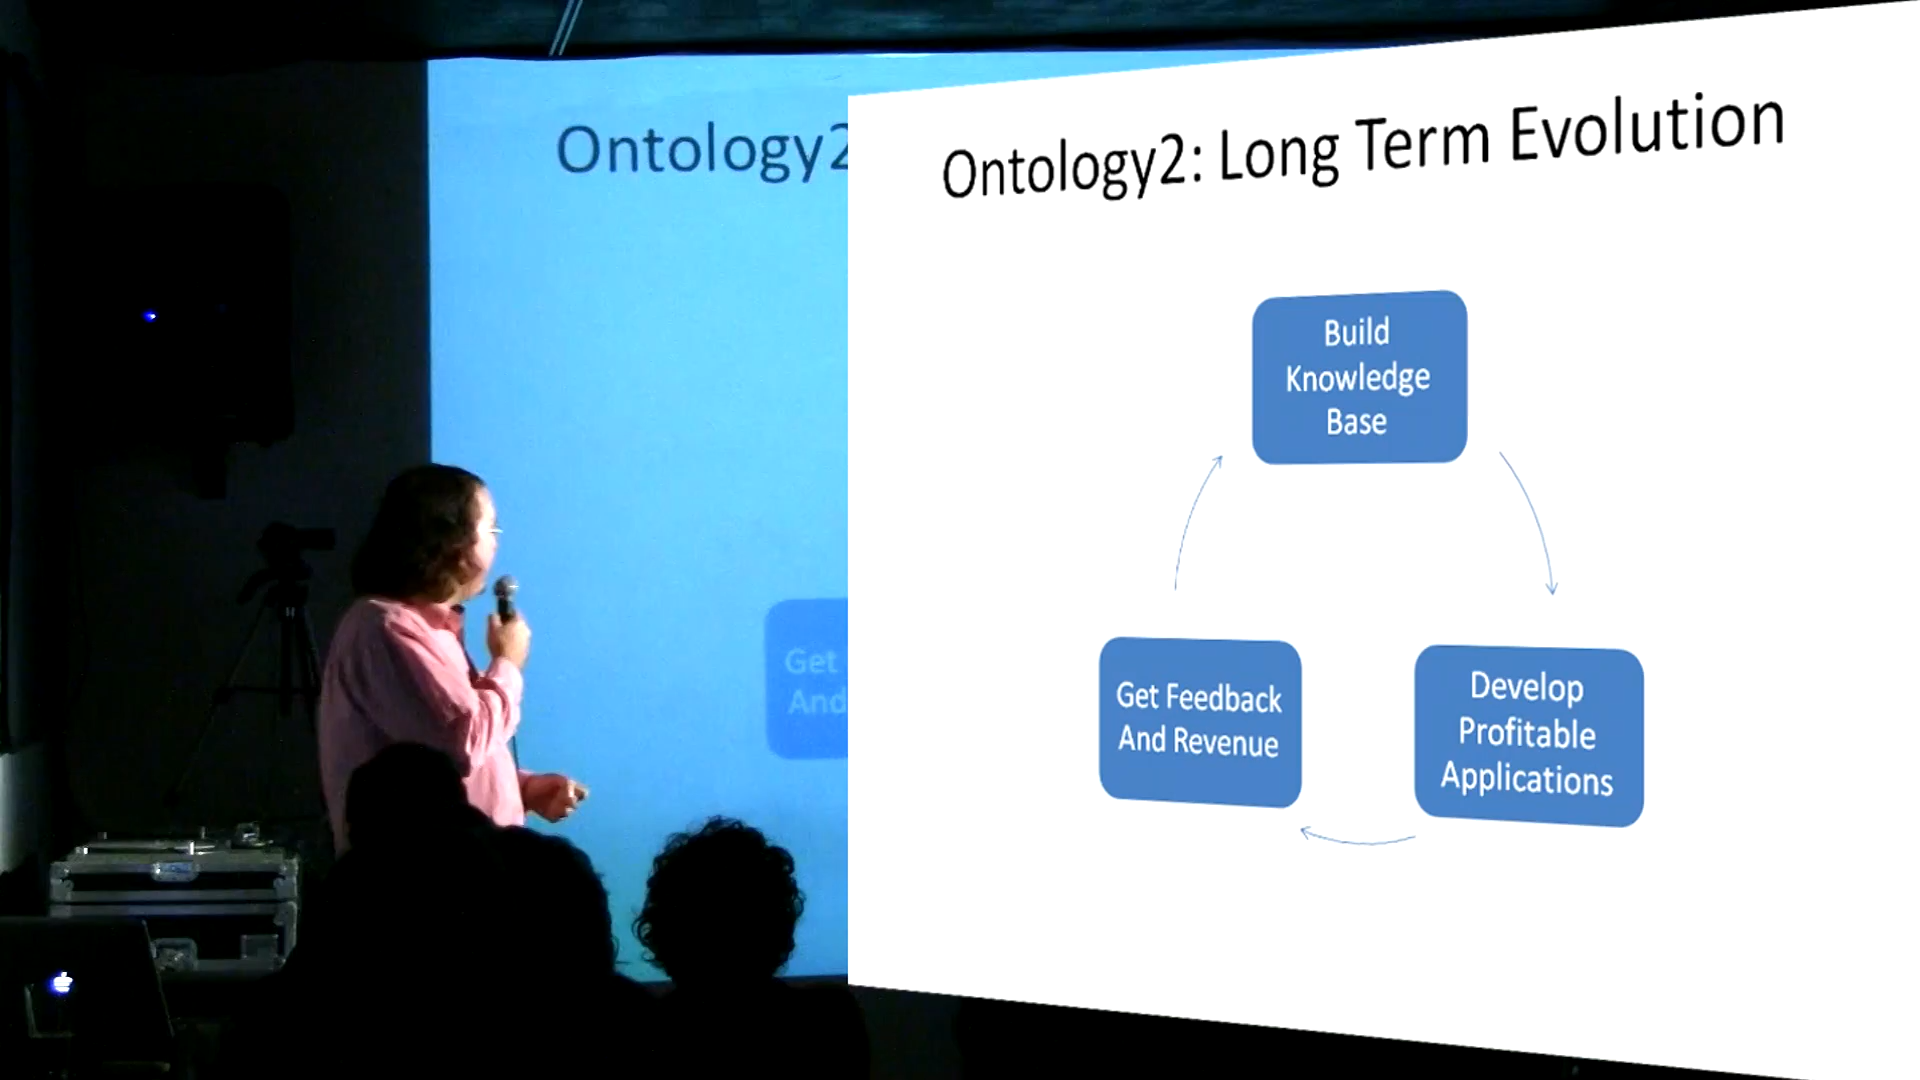 Ontology2
Get
And
Ontology2: Long Term Evolution
Build
Knowledge
Base
Get Feedback
And Revenue
Develop
Profitable
Applications